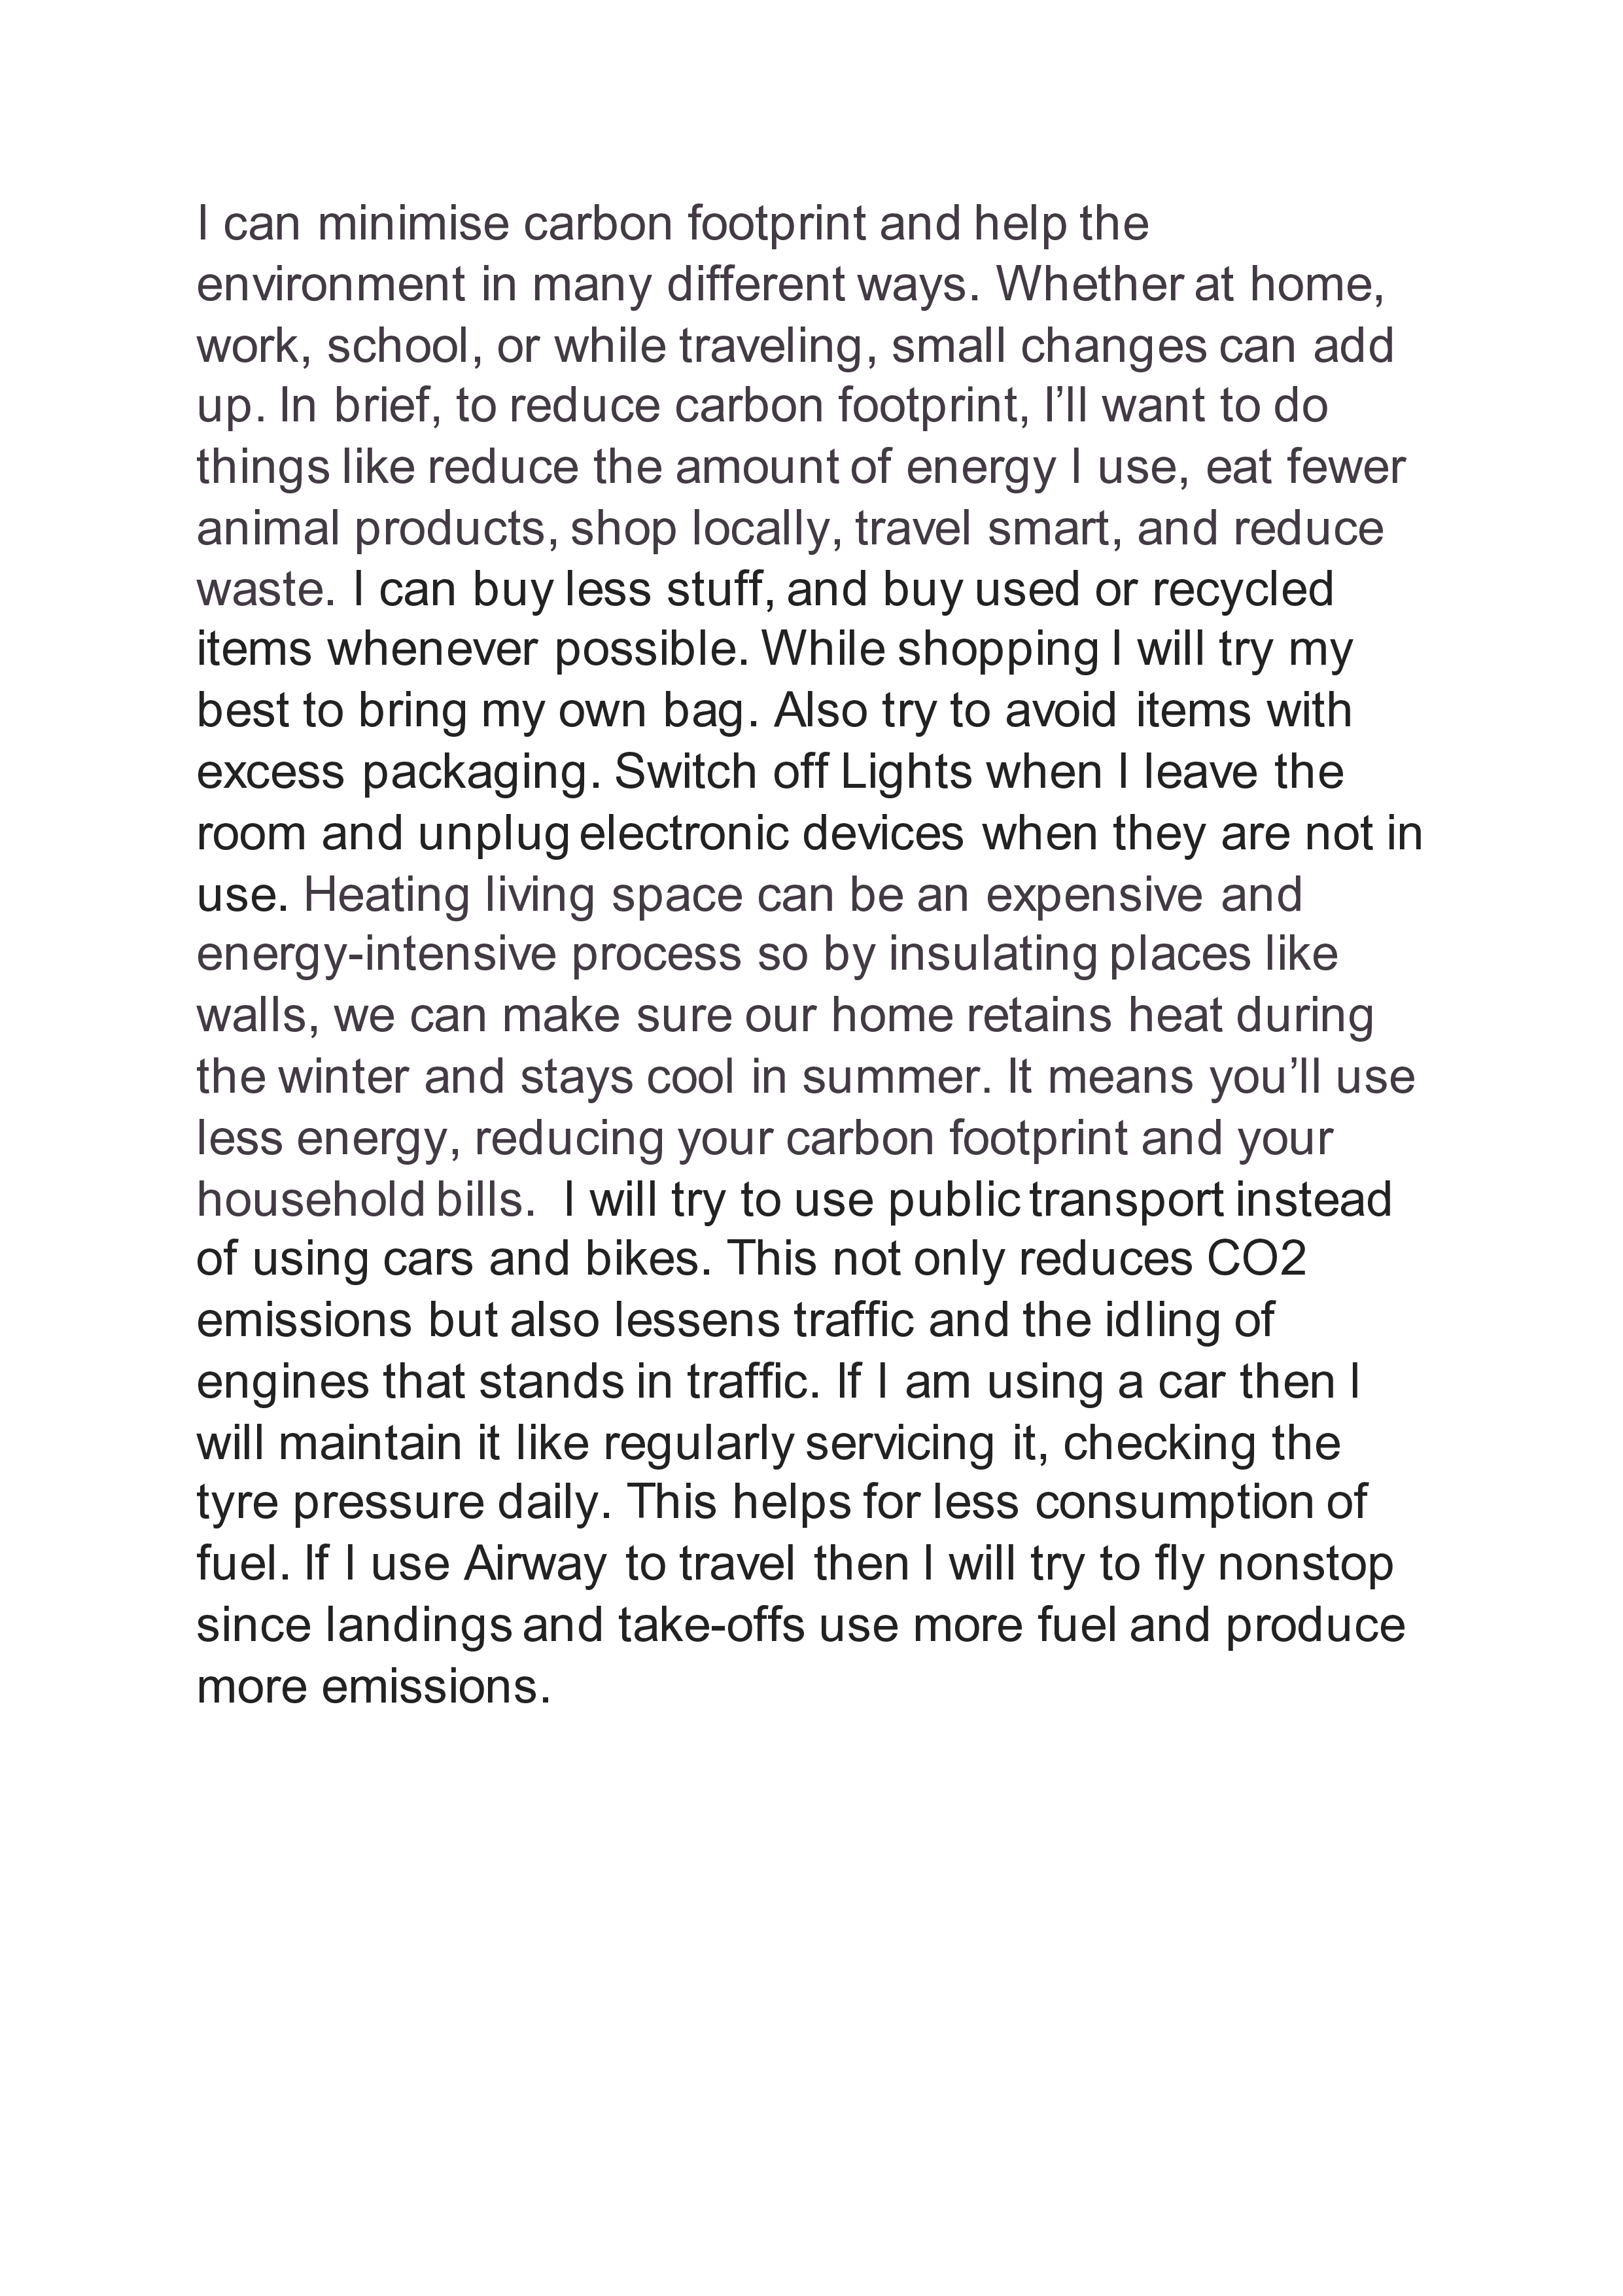 I can minimise carbon footprint and help the
environment in many different ways. Whether at home,
work, school, or while traveling, small changes can add
up. In brief, to reduce carbon footprint, I’ll want to do
things like reduce the amount of energy I use, eat fewer
animal products, shop locally, travel smart, and reduce
waste. I can buy less stuff, and buy used or recycled
items whenever possible. While shopping I will try my
best to bring my own bag. Also try to avoid items with
excess packaging. Switch off Lights when I leave the
room and unplug electronic devices when they are not in
use. Heating living space can be an expensive and
energy-intensive process so by insulating places like
walls, we can make sure our home retains heat during
the winter and stays cool in summer. It means you’ll use
less energy, reducing your carbon footprint and your
household bills.  I will try to use public transport instead
of using cars and bikes. This not only reduces CO2
emissions but also lessens traffic and the idling of
engines that stands in traffic. If I am using a car then I
will maintain it like regularly servicing it, checking the
tyre pressure daily. This helps for less consumption of
fuel. If I use Airway to travel then I will try to fly nonstop
since landings and take-offs use more fuel and produce
more emissions.